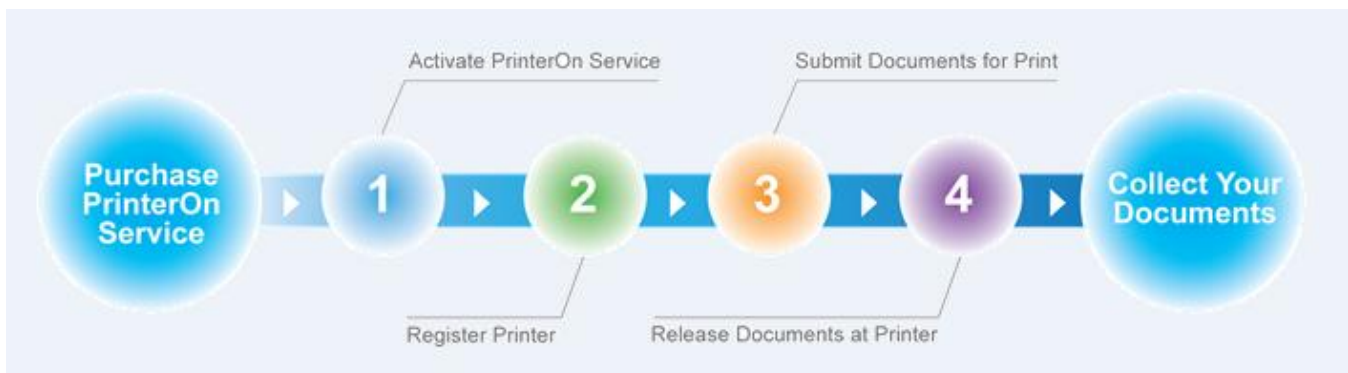 Activate PrinterOn Service
Submit Documents for Print
Purchase
PrinterOn
Service
1
2
3
4
Collect Your
Documents
Register Printer
Release Documents at Printer